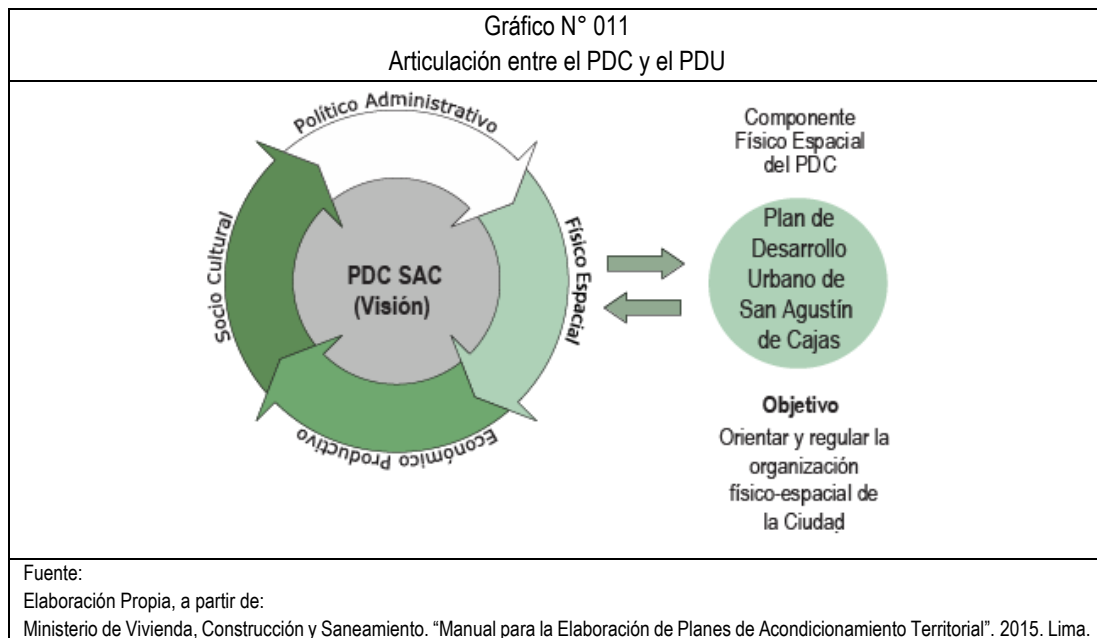 Gráfico N° 011
Articulación entre el PDC y el PDU
Político Administrativo
Socio Cultural
PDC SAC
(Visión)
Físico Espacial
Económico Productivo
Componente
Físico Espacial
del PDC
Plan de
Desarrollo
Urbano de
San Agustín
de Cajas
Objetivo
Orientar y regular la
organización
físico-espacial de
la Ciudad
Fuente:
Elaboración Propia, a partir de:
Ministerio de Vivienda, Construcción y Saneamiento. “Manual para la Elaboración de Planes de Acondicionamiento Territorial”. 2015. Lima.